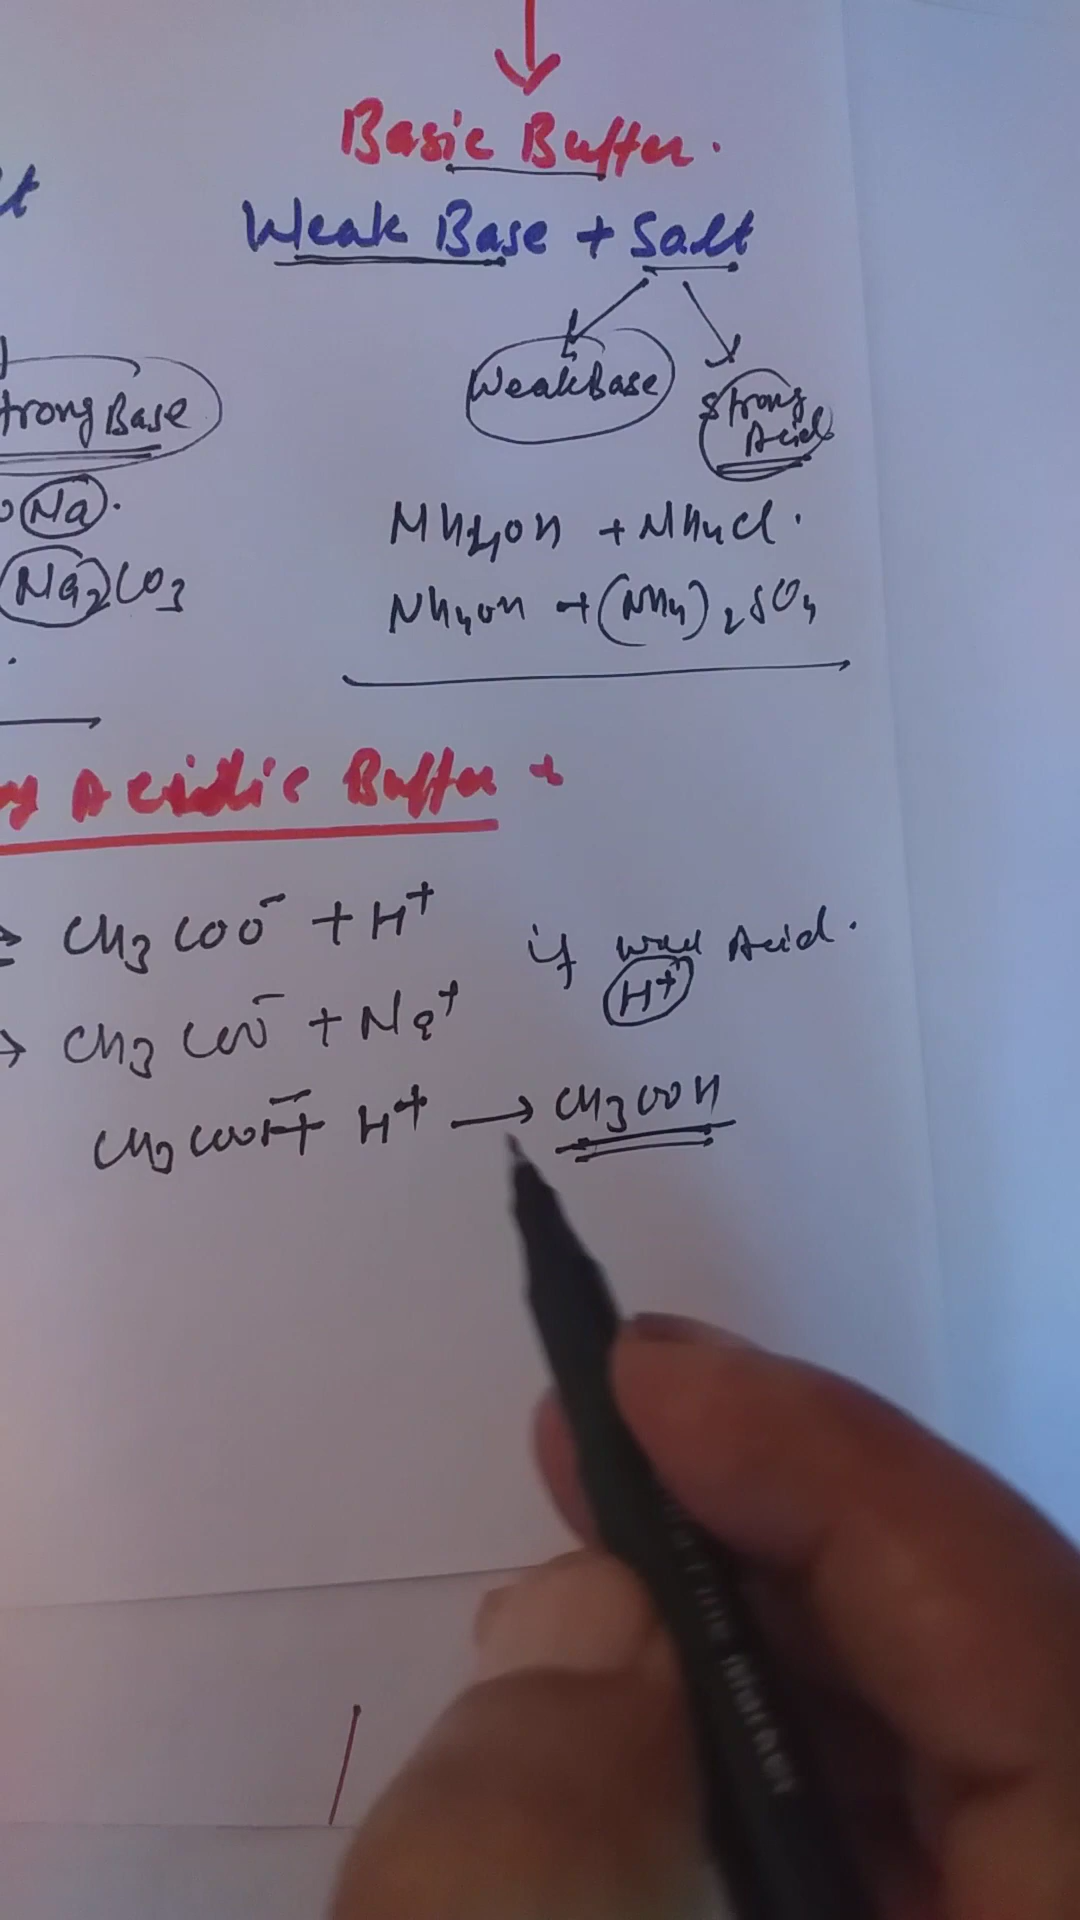 Basic Buffer.
Weak Base + Salt
Weak Base
Strong Acid
trong Base
Na.
NH4OH + NH4Cl.
Na2CO3
NH4OH + (NH4)2SO4
Acidic Buffer
CH3COO⁻ + H⁺
if Acid.
H⁺
→ CH3COO⁻ + Na⁺
CH3COO⁻ + H⁺ → CH3COOH